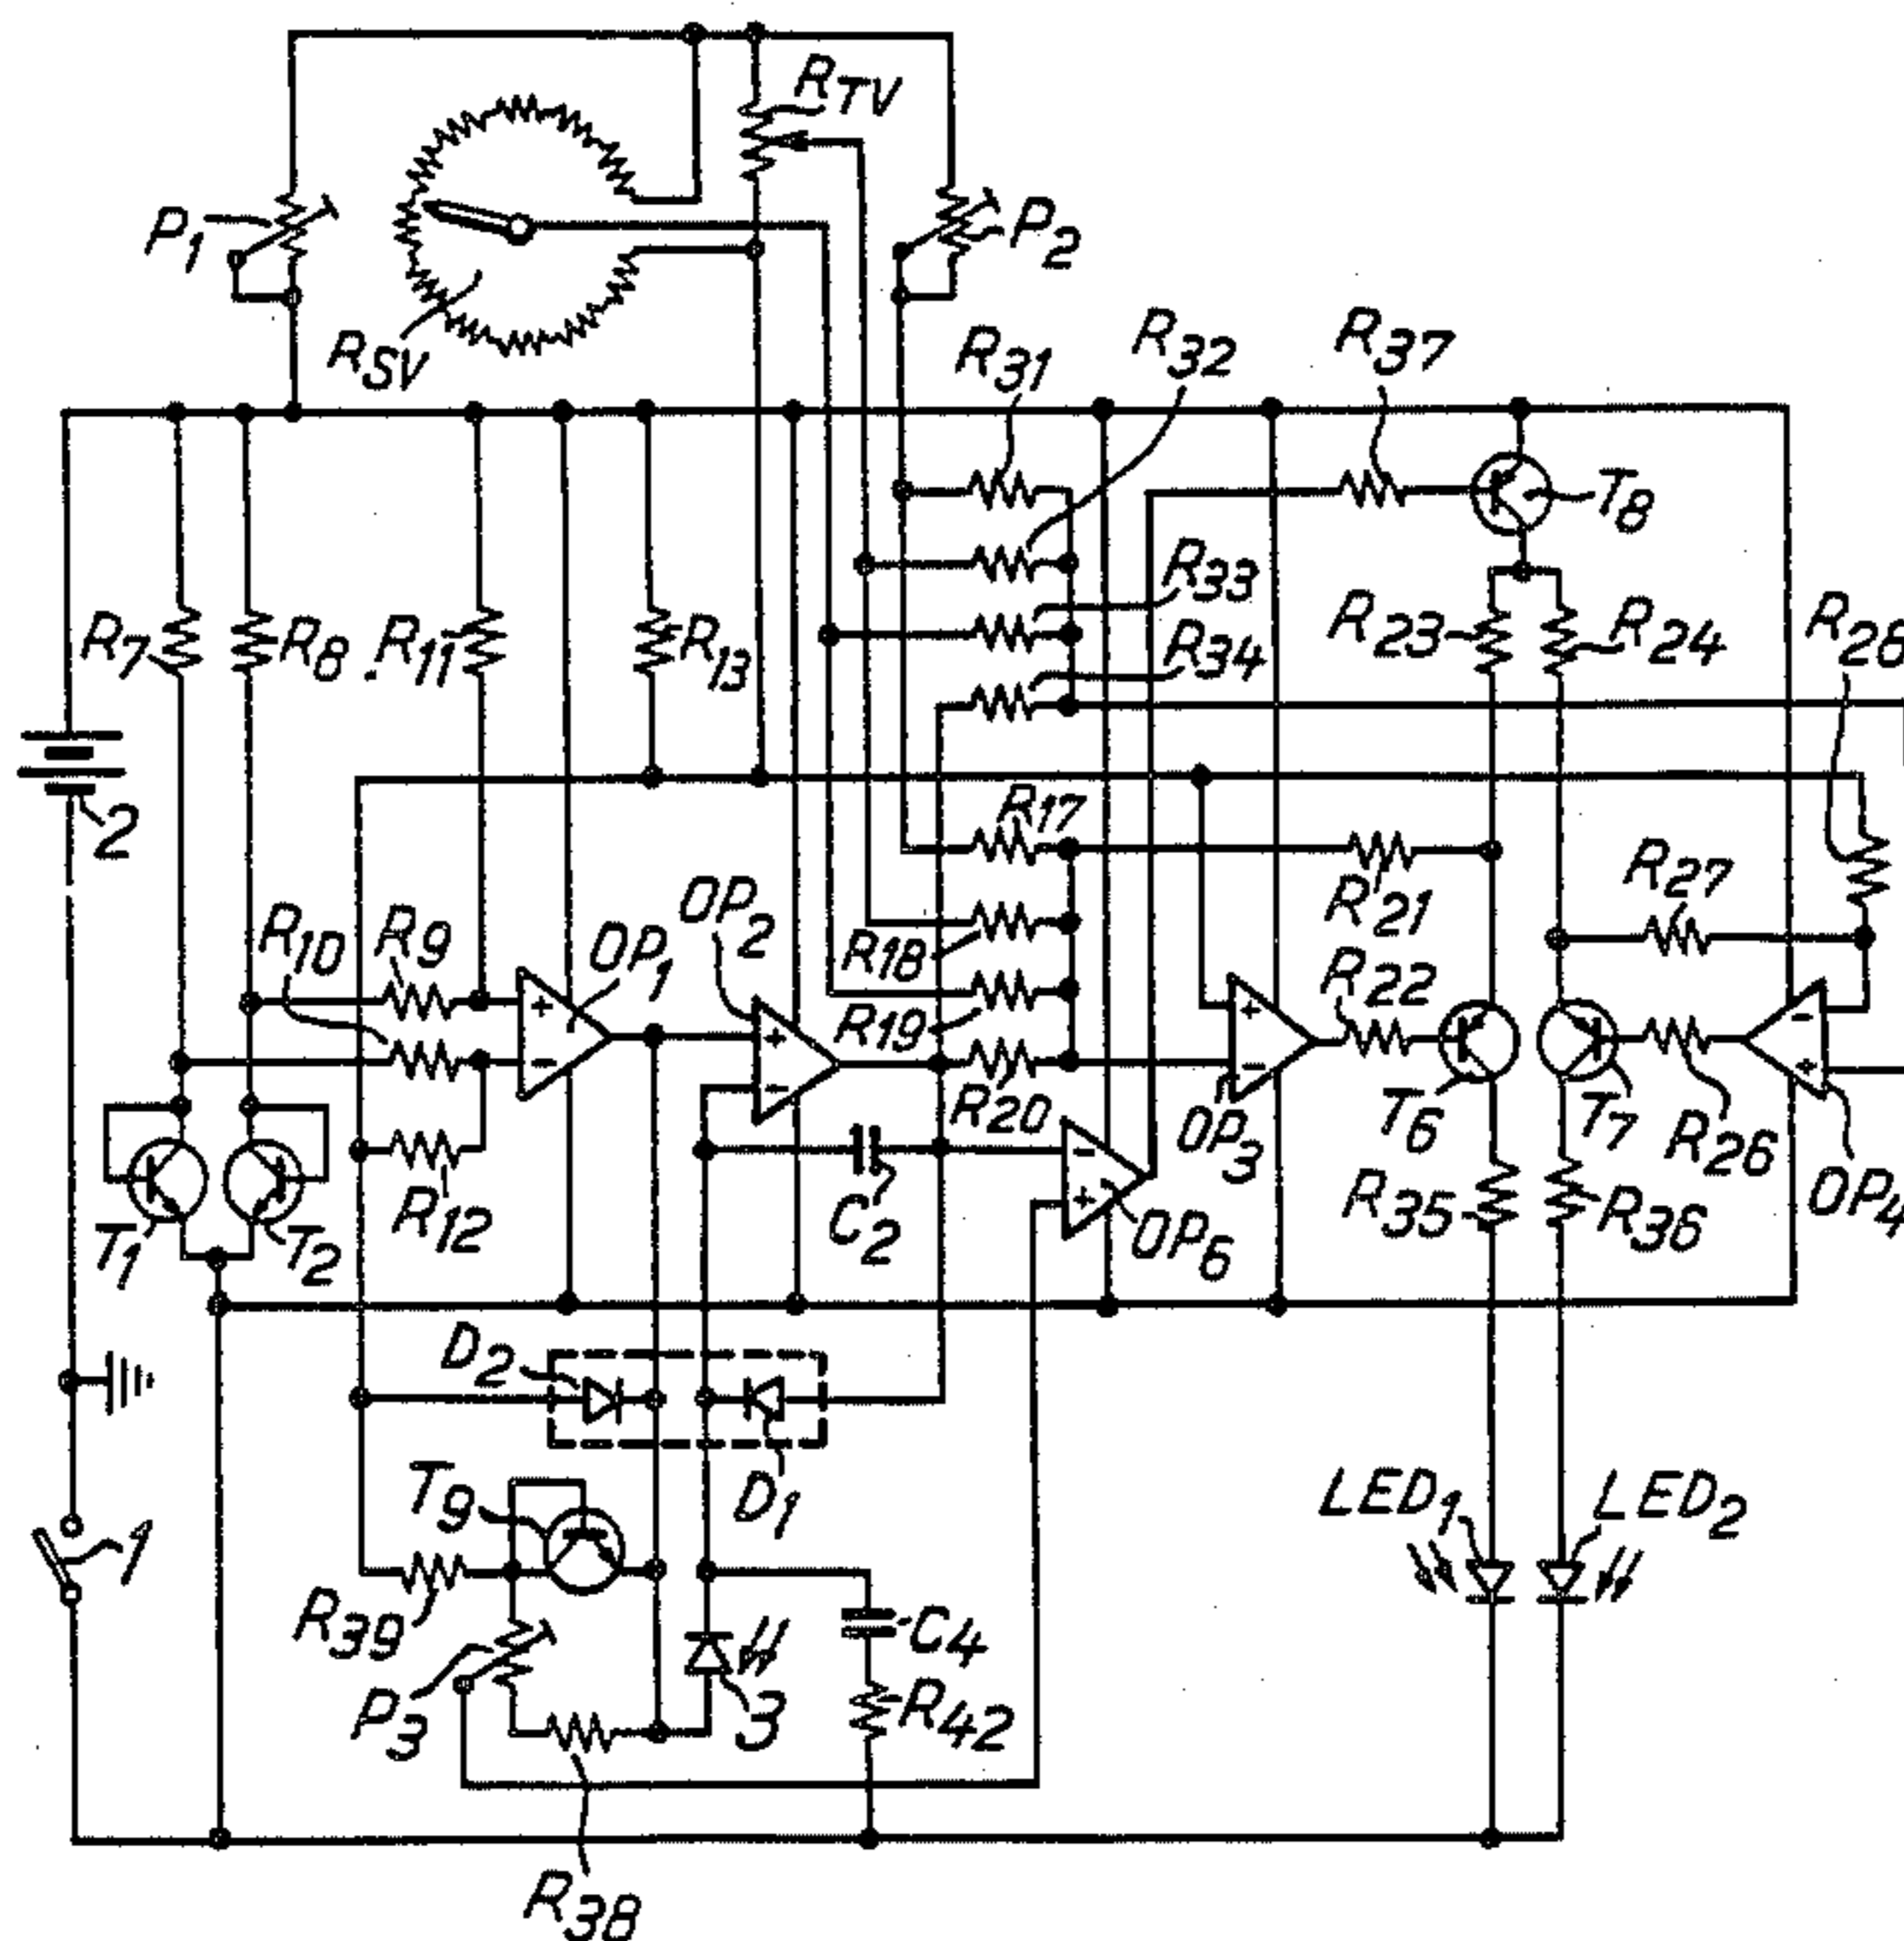 RTV
P1
P2
RSV
R31
R32
R37
T8
R33
R34
R7
R8
R11
R13
R23
R24
R28
2
R17
R21
R27
R10
R9
OP1
OP2
R18
R19
R22
+
-
+
-
+
-
-
+
R20
OP3
T6
T7
R26
OP4
-
+
R12
C2
OP6
R35
R36
T1
T2
D2
D1
T9
LED1
LED2
1
R39
C4
P3
3
R42
R38